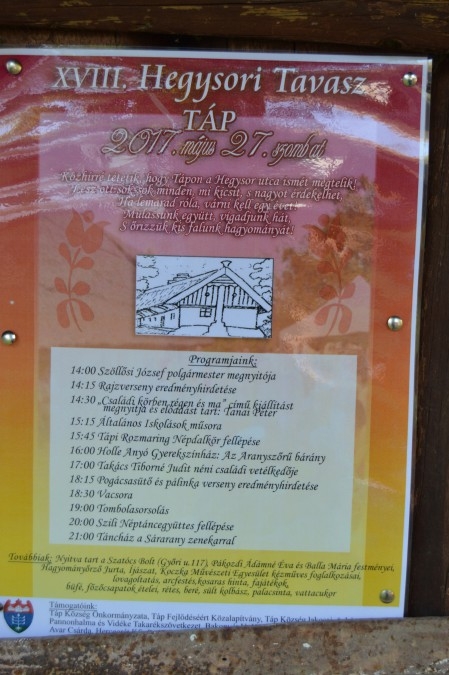 XVIII. Hegysori Tavasz
TÁP
2017. május 27. szombat
Közhírré tétetik, hogy Tápon a Hegysor utca ismét megtelik!
Lesz ott sokssok minden, mi kicsit, s nagyot érdekelhet,
Ha lemarad róla, várni kell egy évet!
Mulassunk együtt, vigadjunk hát,
S őrizzük kis falunk hagyományát!
Programjaink:
14:00 Szöllősi József polgármester megnyitója
14:15 Rajzverseny eredményhirdetése
14:30 „Családi körben régen és ma” című kiállítást
megnyitja és előadást tart: Tanai Péter
15:15 Általános Iskolások műsora
15:45 Tápi Rozmaring Népdalkör fellépése
16:00 Holle Anyó Gyerekszínház: Az Aranyszőrű bárány
17:00 Takács Tiborné Judit néni családi vetélkedője
18:15 Pogácsasütő és pálinka verseny eredményhirdetése
18:30 Vacsora
19:00 Tombolasorsolás
20:00 Szili Néptáncegyüttes fellépése
21:00 Táncház a Sárarany zenekarral
Továbbiak: Nyitva tart a Szatócs Bolt (Győri u.117), Pákozdi Ádámné Éva és Balla Mária festményei,
Hagyományőrző Jurta, Íjászat, Koczka Művészeti Egyesület kézműves foglalkozásai,
lovagoltatás, arcfestés, kosaras hinta, fajátékok,
büfé, főzőcsapatok ételei, rétes, beré, sült kolbász, palacsinta, vattacukor
Támogatóink:
Táp Község Önkormányzata, Táp Fejlődéséért Közalapítvány, Táp Község
Pannonhalma és Vidéke Takarékszövetkezet,
Avar Csárda,